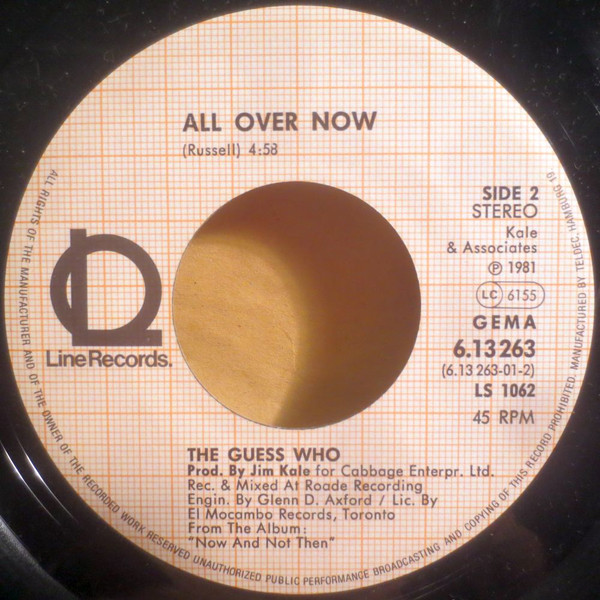 ALL OVER NOW
(Russell) 4:58
SIDE 2
STEREO
Kale
& Associates
Ⓟ 1981
LC 6155
GEMA
6.13263
(6.13 263-01-2)
LS 1062
45 RPM
Line Records.
THE GUESS WHO
Prod. By Jim Kale for Cabbage Enterpr. Ltd.
Rec. & Mixed At Roade Recording
Engin. By Glenn D. Axford / Lic. By
El Mocambo Records, Toronto
From The Album:
"Now And Not Then"
ALL RIGHTS OF THE MANUFACTURER AND OF THE OWNER OF THE RECORDED WORK RESERVED UNAUTHORIZED PUBLIC PERFORMANCE BROADCASTING AND COPYING OF THIS RECORD PROHIBITED. MANUFACTURED BY TELDEC, HAMBURG 19